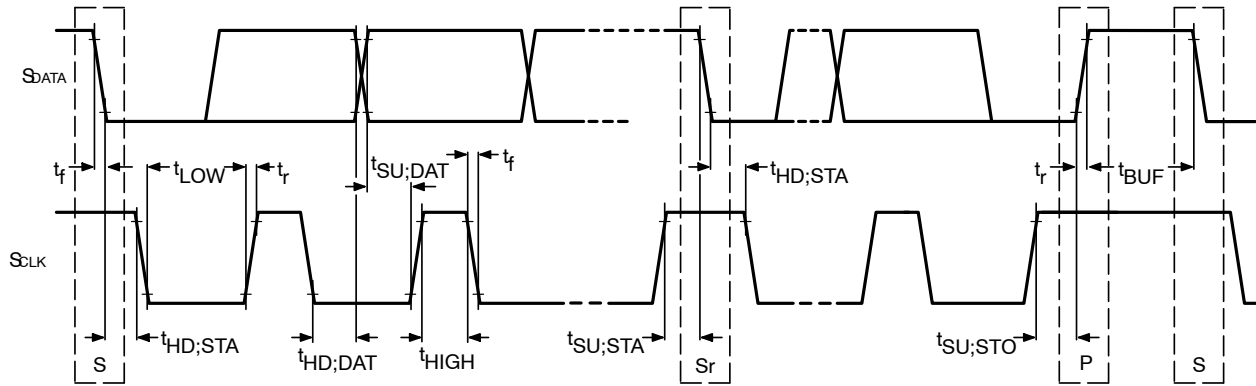 SDATA
tf
tLOW
tr
tSU;DAT
tf
tHD;STA
tr
tBUF
SCLK
tHD;STA
tHD;DAT
tHIGH
tSU;STA
tSU;STO
S
Sr
P
S